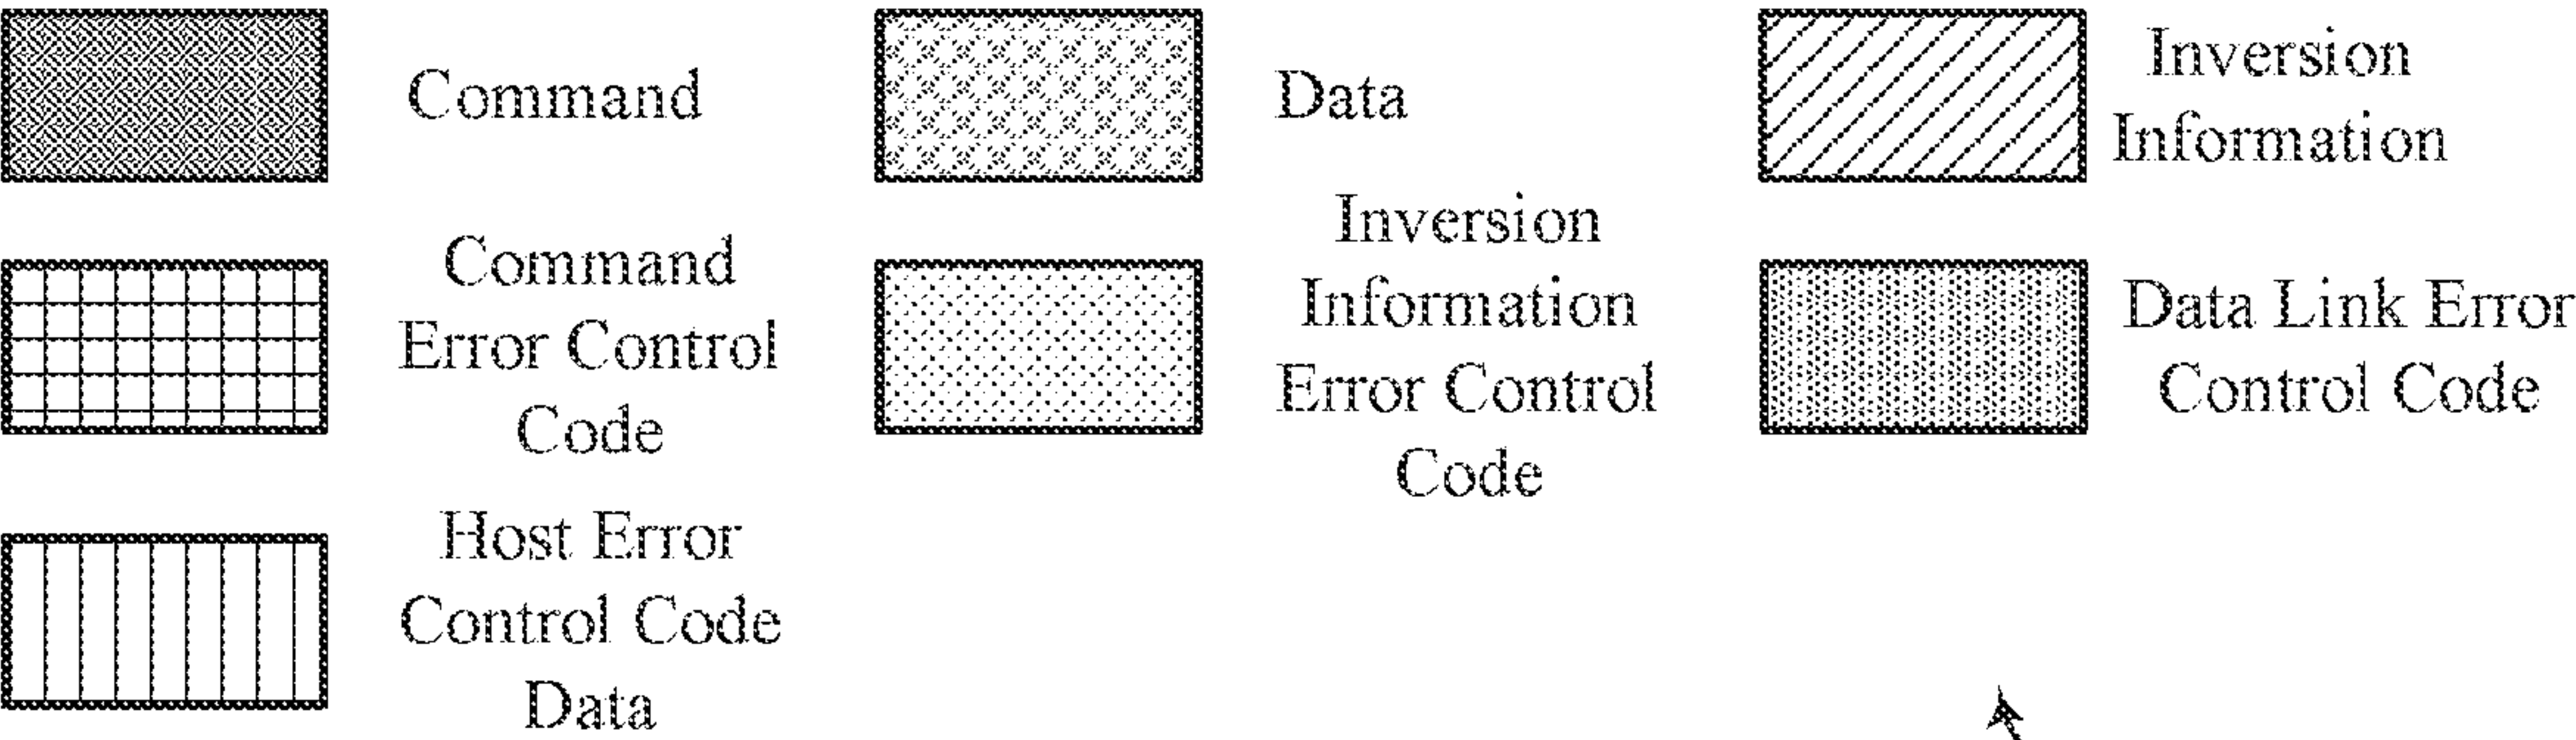 Command
Data
Inversion
Information
Command
Error Control
Code
Inversion
Information
Error Control
Code
Data Link Error
Control Code
Host Error
Control Code
Data